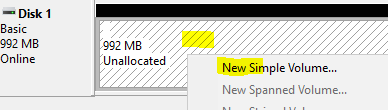 Disk 1
Basic
992 MB
Online
992 MB
Unallocated
New Simple Volume...
New Spanned Volume...